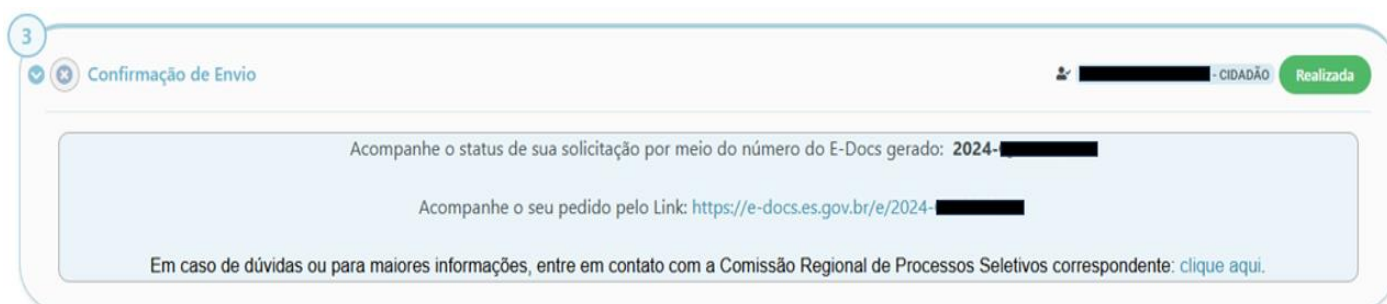 3
Confirmação de Envio
- CIDADÃO
Realizada
Acompanhe o status de sua solicitação por meio do número do E-Docs gerado: 2024-
Acompanhe o seu pedido pelo Link: https://e-docs.es.gov.br/e/2024-
Em caso de dúvidas ou para maiores informações, entre em contato com a Comissão Regional de Processos Seletivos correspondente: clique aqui.